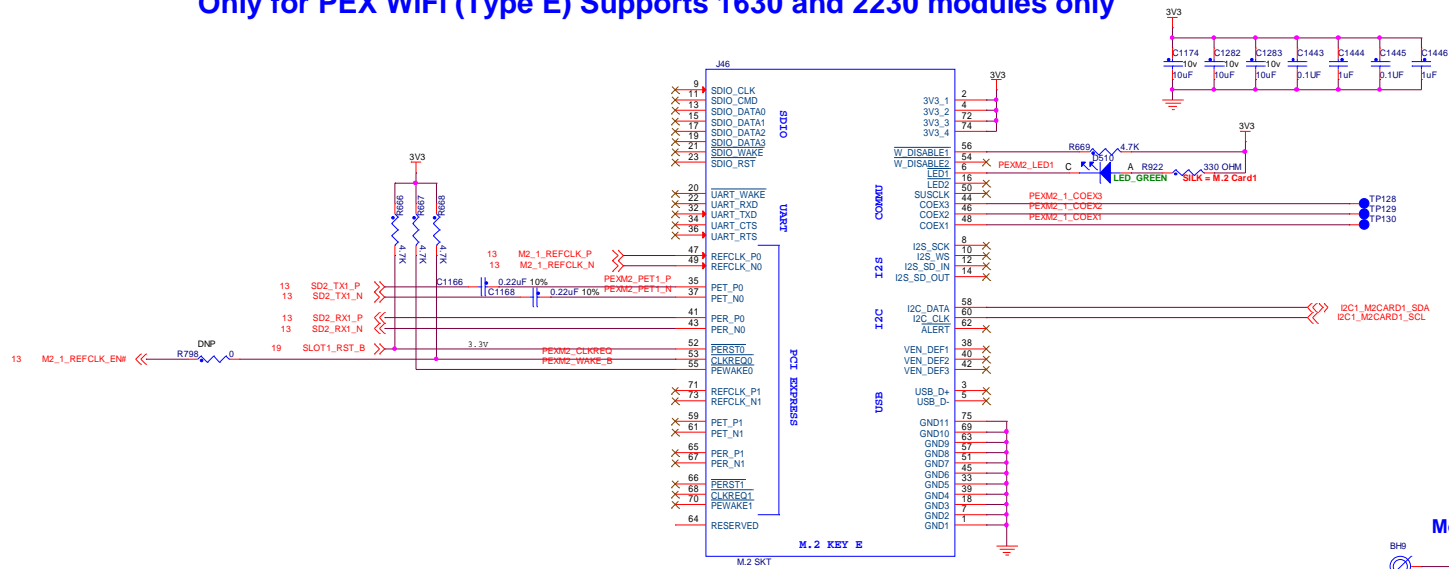 Only for PEX WiFi (Type E) Supports 1630 and 2230 modules only
3V3
C1174 10v 10uF
C1282 10v 10uF
C1283 10v 10uF
C1443 0.1UF
C1444 1uF
C1445 0.1UF
C1446 1uF
J46
9 SDIO_CLK
11 SDIO_CMD
13 SDIO_DATA0
15 SDIO_DATA1
17 SDIO_DATA2
19 SDIO_DATA3
21 SDIO_WAKE
23 SDIO_RST
SDIO
20 UART_WAKE
22 UART_RXD
32 UART_TXD
34 UART_CTS
36 UART_RTS
UART
3V3
R666 4.7K
R667 4.7K
R668 4.7K
13 M2_1_REFCLK_P 47 REFCLK_P0
13 M2_1_REFCLK_N 49 REFCLK_N0
13 SD2_TX1_P C1166 0.22uF 10% PEXM2_PET1_P 35 PET_P0
13 SD2_TX1_N C1168 0.22uF 10% PEXM2_PET1_N 37 PET_N0
13 SD2_RX1_P 41 PER_P0
13 SD2_RX1_N 43 PER_N0
19 SLOT1_RST_B 3.3V 52 PERST0
13 M2_1_REFCLK_EN# R798 DNP 0 PEXM2_CLKREQ 53 CLKREQ0
PEXM2_WAKE_B 55 PEWAKE0
71 REFCLK_P1
73 REFCLK_N1
59 PET_P1
61 PET_N1
65 PER_P1
67 PER_N1
66 PERST1
68 CLKREQ1
70 PEWAKE1
64 RESERVED
PCI EXPRESS
M.2 KEY E
M.2 SKT
3V3
3V3_1 2
3V3_2 4
3V3_3 72
3V3_4 74
COMMU
W_DISABLE1 56 R669 4.7K 3V3
W_DISABLE2 54
LED1 6 PEXM2_LED1 C D510 A R922 330 OHM
LED_GREEN SILK = M.2 Card1
LED2 16
SUSCLK 50
COEX3 44 PEXM2_1_COEX3 TP128
COEX2 46 PEXM2_1_COEX2 TP129
COEX1 48 PEXM2_1_COEX1 TP130
I2S
I2S_SCK 8
I2S_WS 10
I2S_SD_IN 12
I2S_SD_OUT 14
I2C
I2C_DATA 58 I2C1_M2CARD1_SDA
I2C_CLK 60 I2C1_M2CARD1_SCL
ALERT 62
VEN_DEF1 38
VEN_DEF2 40
VEN_DEF3 42
USB
USB_D+ 3
USB_D- 5
GND11 75
GND10 69
GND9 63
GND8 57
GND7 51
GND6 45
GND5 33
GND4 39
GND3 18
GND2 7
GND1 1
BH9